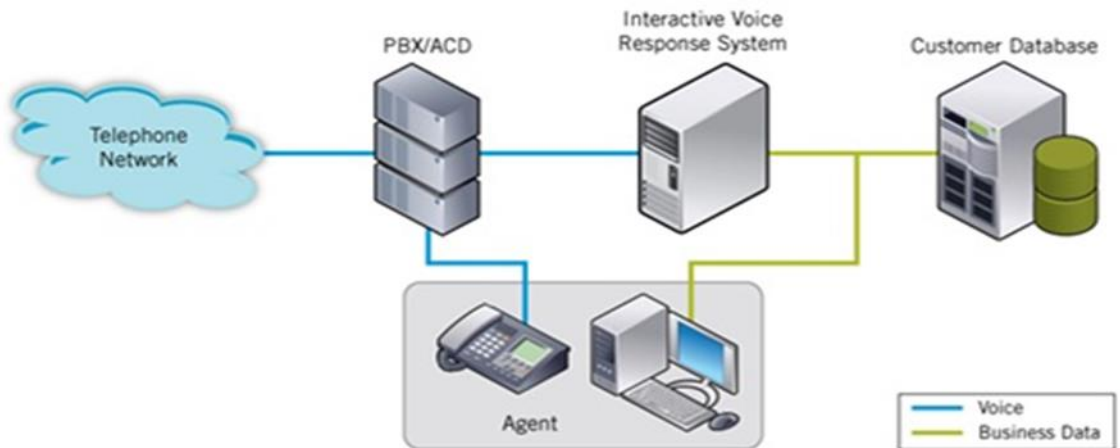 Interactive Voice
Response System
PBX/ACD
Customer Database
Telephone
Network
Agent
Voice
Business Data